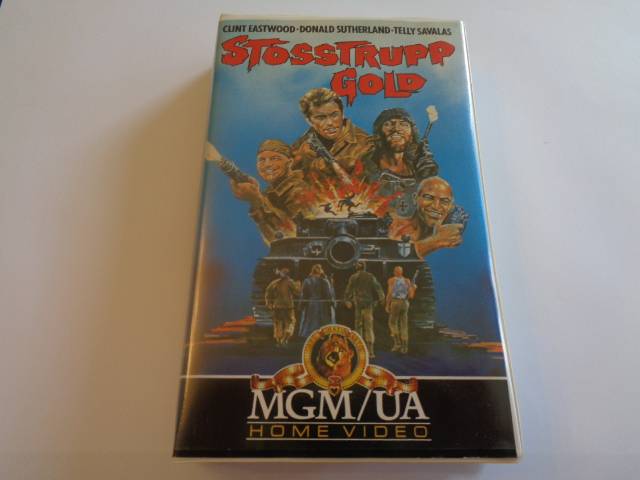 CLINT EASTWOOD·DONALD SUTHERLAND·TELLY SAVALAS
STOSSTRUPP
GOLD
MGM/UA
HOME VIDEO